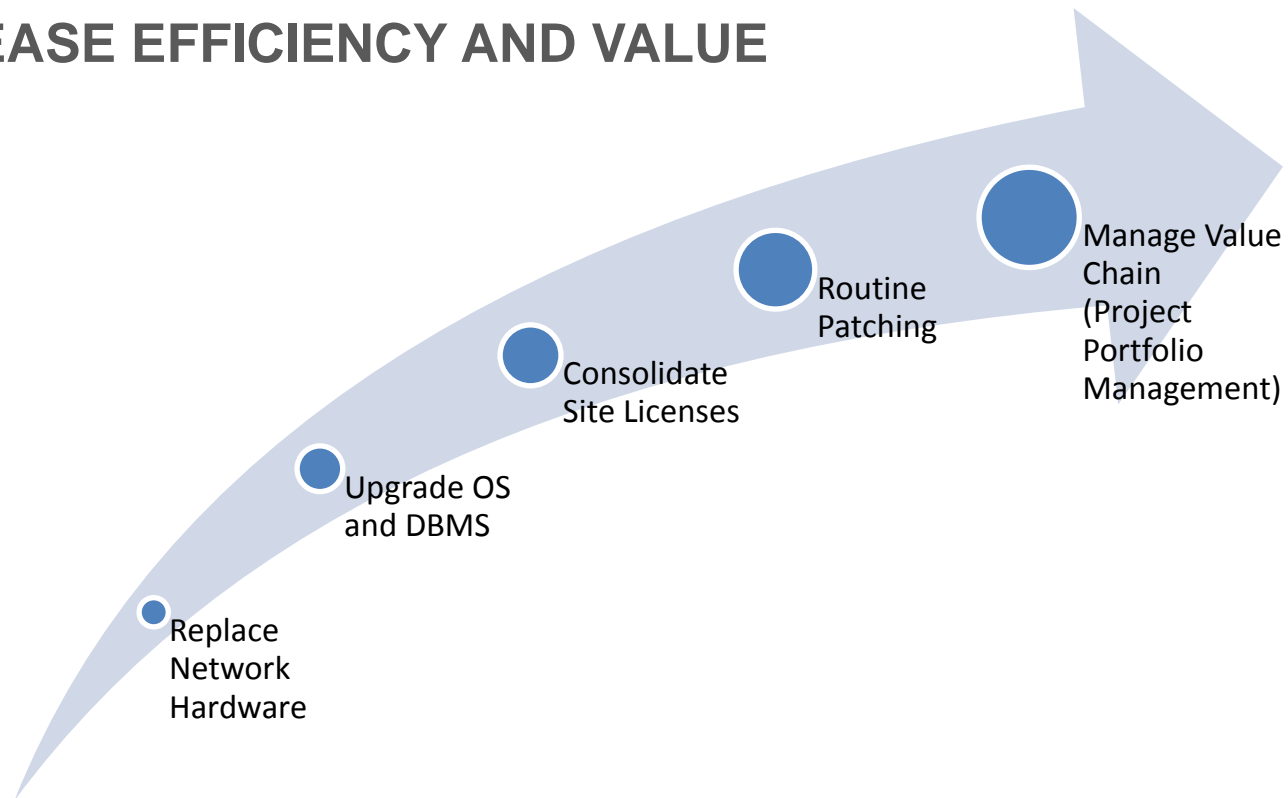 EASE EFFICIENCY AND VALUE
Manage Value
Chain
(Project
Portfolio
Management)
Routine
Patching
Consolidate
Site Licenses
Upgrade OS
and DBMS
Replace
Network
Hardware